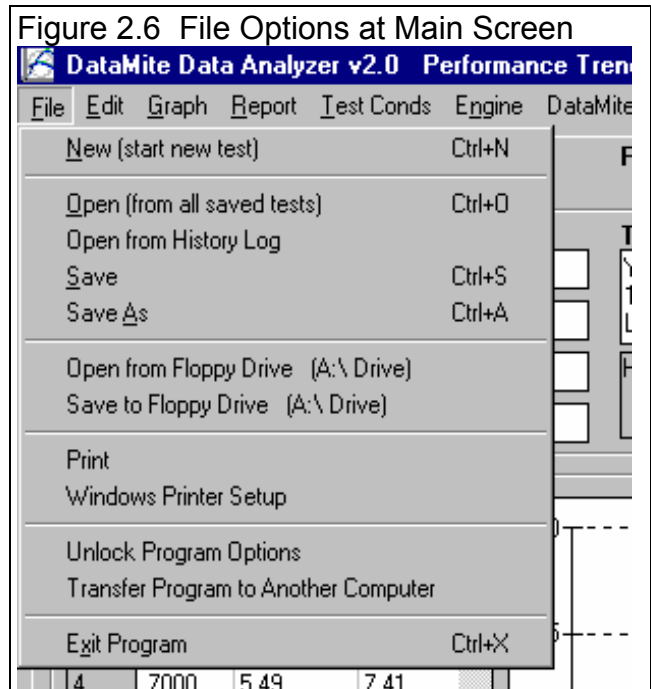 Figure 2.6 File Options at Main Screen
DataMite Data Analyzer v2.0 Performance Tren
File Edit Graph Report Test Conds Engine DataMite
New (start new test) Ctrl+N
Open (from all saved tests) Ctrl+O
Open from History Log
Save Ctrl+S
Save As Ctrl+A
Open from Floppy Drive (A:\ Drive)
Save to Floppy Drive (A:\ Drive)
Print
Windows Printer Setup
Unlock Program Options
Transfer Program to Another Computer
Exit Program Ctrl+X
4 7000 5.49 7.41